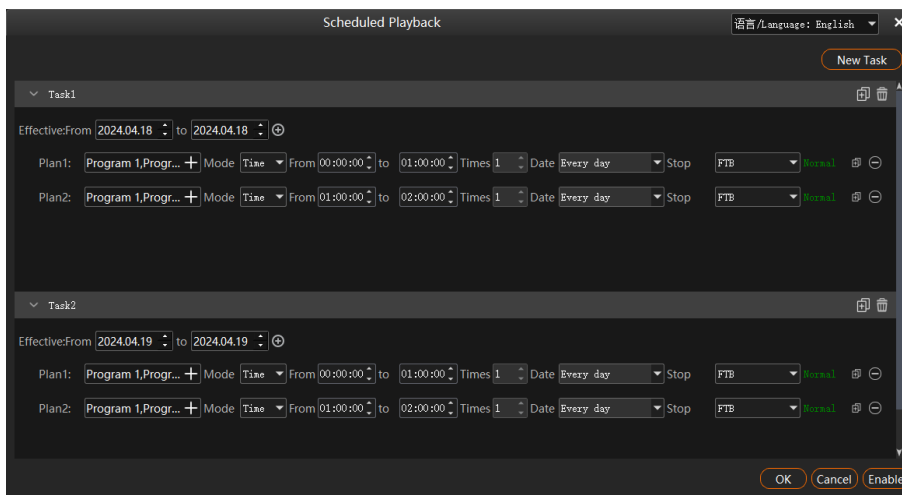 Scheduled Playback 语言/Language: English
New Task
Task1
Effective:From 2024.04.18 to 2024.04.18
Plan1: Program 1,Progr... Mode Time From 00:00:00 to 01:00:00 Times 1 Date Every day Stop FTB Normal
Plan2: Program 1,Progr... Mode Time From 01:00:00 to 02:00:00 Times 1 Date Every day Stop FTB Normal
Task2
Effective:From 2024.04.19 to 2024.04.19
Plan1: Program 1,Progr... Mode Time From 00:00:00 to 01:00:00 Times 1 Date Every day Stop FTB Normal
Plan2: Program 1,Progr... Mode Time From 01:00:00 to 02:00:00 Times 1 Date Every day Stop FTB Normal
OK Cancel Enable